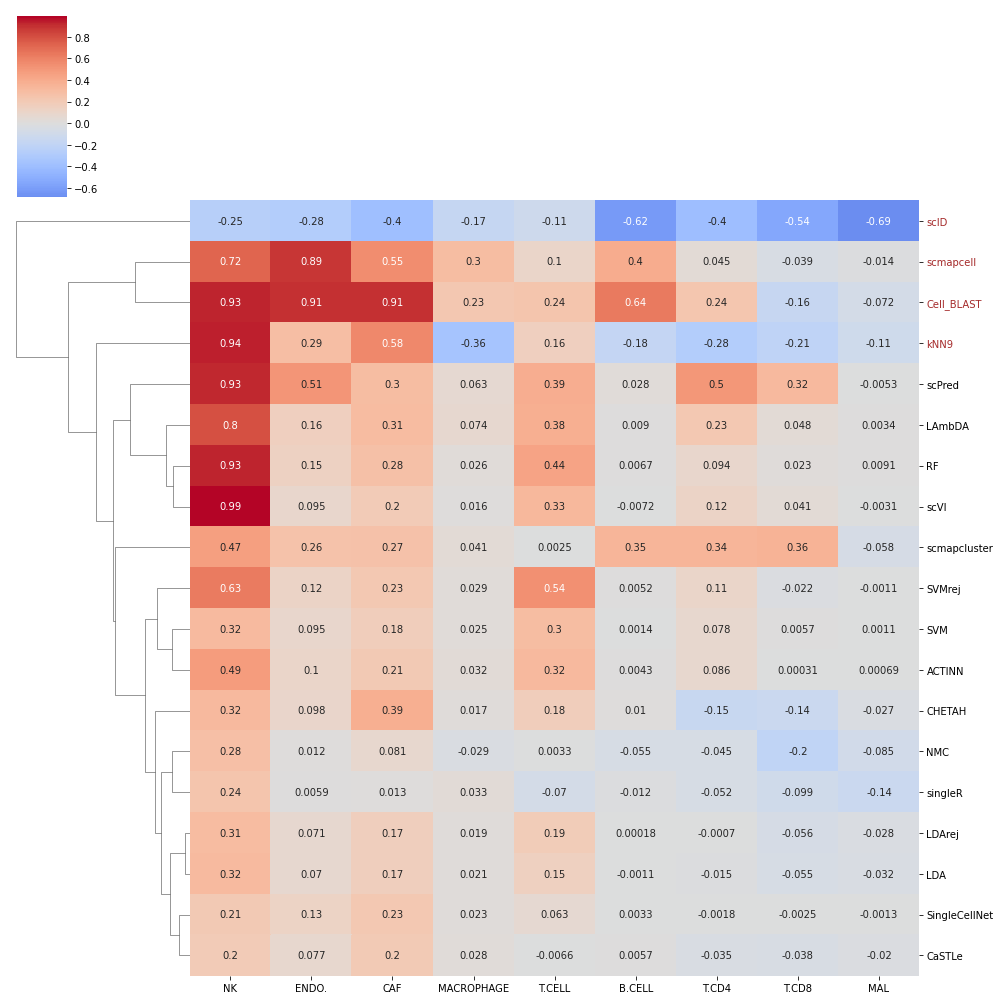 0.8
0.6
0.4
0.2
0.0
−0.2
−0.4
−0.6
-0.25 -0.28 -0.4 -0.17 -0.11 -0.62 -0.4 -0.54 -0.69 scID
0.72 0.89 0.55 0.3 0.1 0.4 0.045 -0.039 -0.014 scmapcell
0.93 0.91 0.91 0.23 0.24 0.64 0.24 -0.16 -0.072 Cell_BLAST
0.94 0.29 0.58 -0.36 0.16 -0.18 -0.28 -0.21 -0.11 kNN9
0.93 0.51 0.3 0.063 0.39 0.028 0.5 0.32 -0.0053 scPred
0.8 0.16 0.31 0.074 0.38 0.009 0.23 0.048 0.0034 LAmbDA
0.93 0.15 0.28 0.026 0.44 0.0067 0.094 0.023 0.0091 RF
0.99 0.095 0.2 0.016 0.33 -0.0072 0.12 0.041 -0.0031 scVI
0.47 0.26 0.27 0.041 0.0025 0.35 0.34 0.36 -0.058 scmapcluster
0.63 0.12 0.23 0.029 0.54 0.0052 0.11 -0.022 -0.0011 SVMrej
0.32 0.095 0.18 0.025 0.3 0.0014 0.078 0.0057 0.0011 SVM
0.49 0.1 0.21 0.032 0.32 0.0043 0.086 0.00031 0.00069 ACTINN
0.32 0.098 0.39 0.017 0.18 0.01 -0.15 -0.14 -0.027 CHETAH
0.28 0.012 0.081 -0.029 0.0033 -0.055 -0.045 -0.2 -0.085 NMC
0.24 0.0059 0.013 0.033 -0.07 -0.012 -0.052 -0.099 -0.14 singleR
0.31 0.071 0.17 0.019 0.19 0.00018 -0.0007 -0.056 -0.028 LDArej
0.32 0.07 0.17 0.021 0.15 -0.0011 -0.015 -0.055 -0.032 LDA
0.21 0.13 0.23 0.023 0.063 0.0033 -0.0018 -0.0025 -0.0013 SingleCellNet
0.2 0.077 0.2 0.028 -0.0066 0.0057 -0.035 -0.038 -0.02 CaSTLe
NK ENDO. CAF MACROPHAGE T.CELL B.CELL T.CD4 T.CD8 MAL